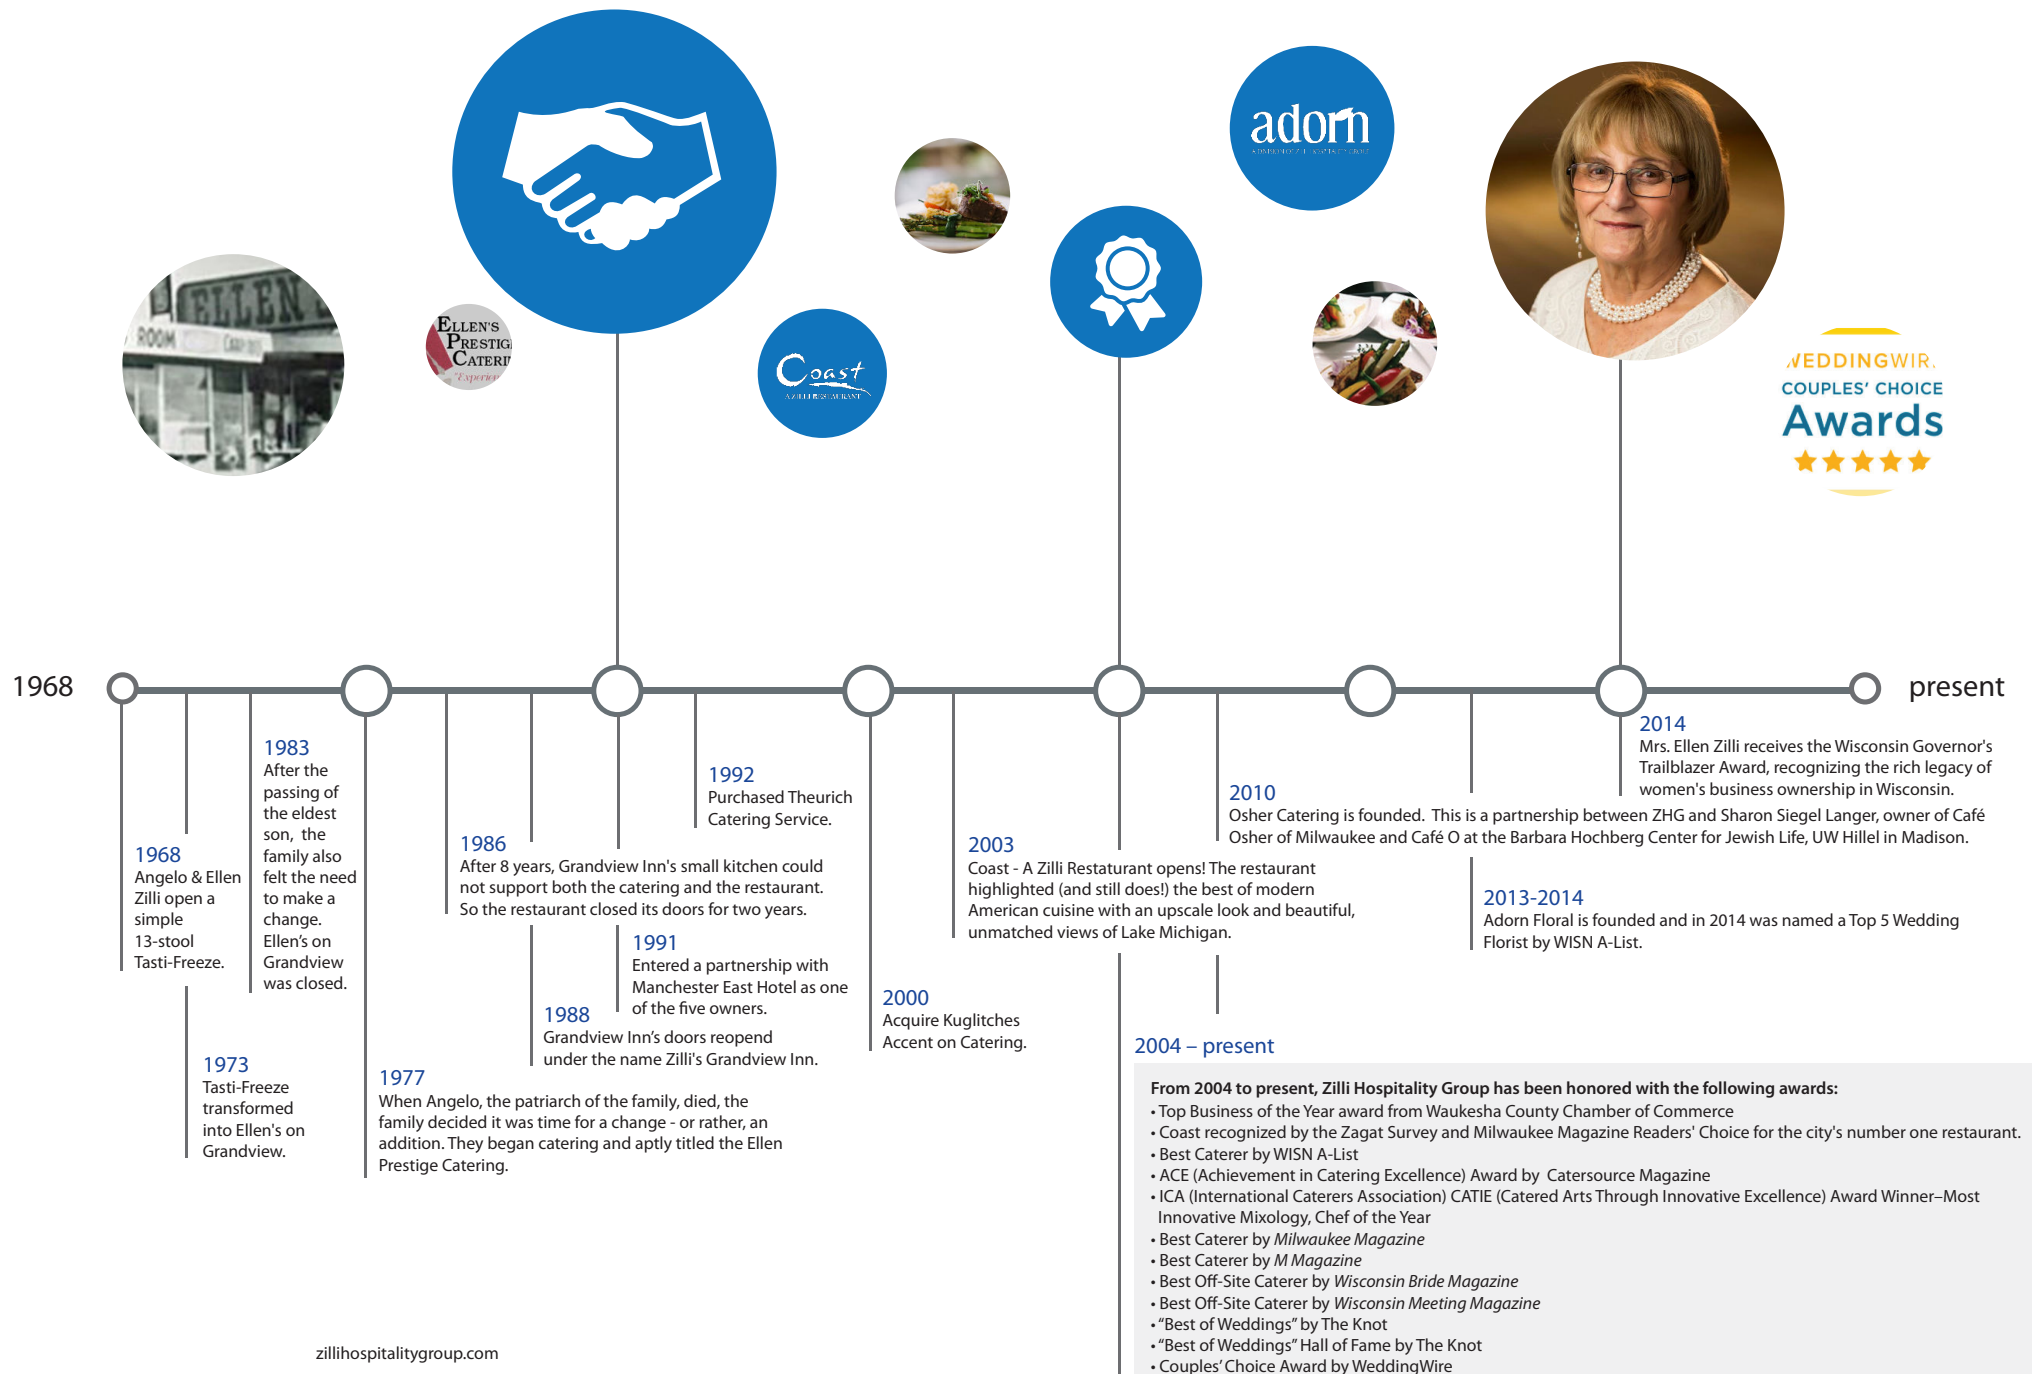 ELLEN
ROOM
ELLEN'S
PRESTIG
CATERI
"Experien
Coast
A ZILLI RESTAURANT
adorn
A DIVISION OF ZILLI HOSPITALITY GROUP
WEDDINGWIR
COUPLES' CHOICE
Awards
1968
present
1968
Angelo & Ellen
Zilli open a
simple
13-stool
Tasti-Freeze.
1973
Tasti-Freeze
transformed
into Ellen's on
Grandview.
1983
After the
passing of
the eldest
son,  the
family also
felt the need
to make a
change.
Ellen's on
Grandview
was closed.
1977
When Angelo, the patriarch of the family, died, the
family decided it was time for a change - or rather, an
addition. They began catering and aptly titled the Ellen
Prestige Catering.
1986
After 8 years, Grandview Inn's small kitchen could
not support both the catering and the restaurant.
So the restaurant closed its doors for two years.
1988
Grandview Inn's doors reopend
under the name Zilli's Grandview Inn.
1991
Entered a partnership with
Manchester East Hotel as one
of the five owners.
1992
Purchased Theurich
Catering Service.
2000
Acquire Kuglitches
Accent on Catering.
2003
Coast - A Zilli Restaturant opens! The restaurant
highlighted (and still does!) the best of modern
American cuisine with an upscale look and beautiful,
unmatched views of Lake Michigan.
2010
Osher Catering is founded.  This is a partnership between ZHG and Sharon Siegel Langer, owner of Café
Osher of Milwaukee and Café O at the Barbara Hochberg Center for Jewish Life, UW Hillel in Madison.
2013-2014
Adorn Floral is founded and in 2014 was named a Top 5 Wedding
Florist by WISN A-List.
2014
Mrs. Ellen Zilli receives the Wisconsin Governor's
Trailblazer Award, recognizing the rich legacy of
women's business ownership in Wisconsin.
2004 – present
From 2004 to present, Zilli Hospitality Group has been honored with the following awards:
• Top Business of the Year award from Waukesha County Chamber of Commerce
• Coast recognized by the Zagat Survey and Milwaukee Magazine Readers' Choice for the city's number one restaurant.
• Best Caterer by WISN A-List
• ACE (Achievement in Catering Excellence) Award by  Catersource Magazine
• ICA (International Caterers Association) CATIE (Catered Arts Through Innovative Excellence) Award Winner–Most
Innovative Mixology, Chef of the Year
• Best Caterer by Milwaukee Magazine
• Best Caterer by M Magazine
• Best Off-Site Caterer by Wisconsin Bride Magazine
• Best Off-Site Caterer by Wisconsin Meeting Magazine
• "Best of Weddings" by The Knot
• "Best of Weddings" Hall of Fame by The Knot
• Couples' Choice Award by WeddingWire
zillihospitalitygroup.com